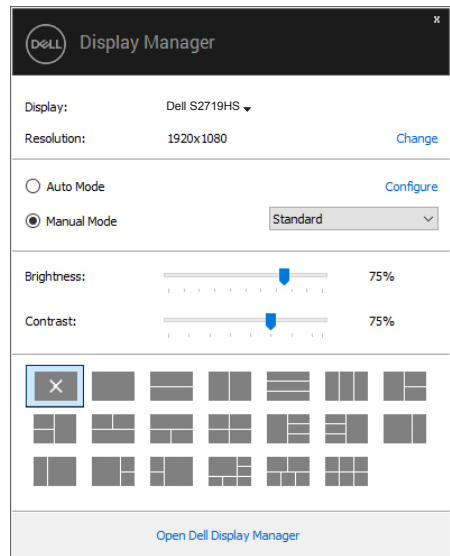 x
DELL Display Manager
Display: Dell S2719HS
Resolution: 1920x1080 Change
Auto Mode Configure
Manual Mode Standard
Brightness: 75%
Contrast: 75%
Open Dell Display Manager